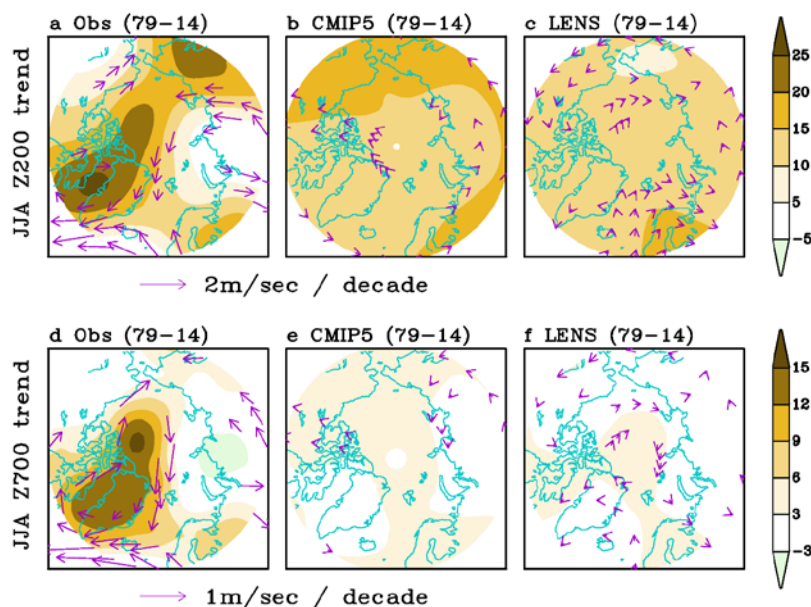 a Obs (79-14) b CMIP5 (79-14) c LENS (79-14)
JJA Z200 trend
25
20
15
10
5
-5
2m/sec / decade
d Obs (79-14) e CMIP5 (79-14) f LENS (79-14)
JJA Z700 trend
15
12
9
6
3
-3
1m/sec / decade